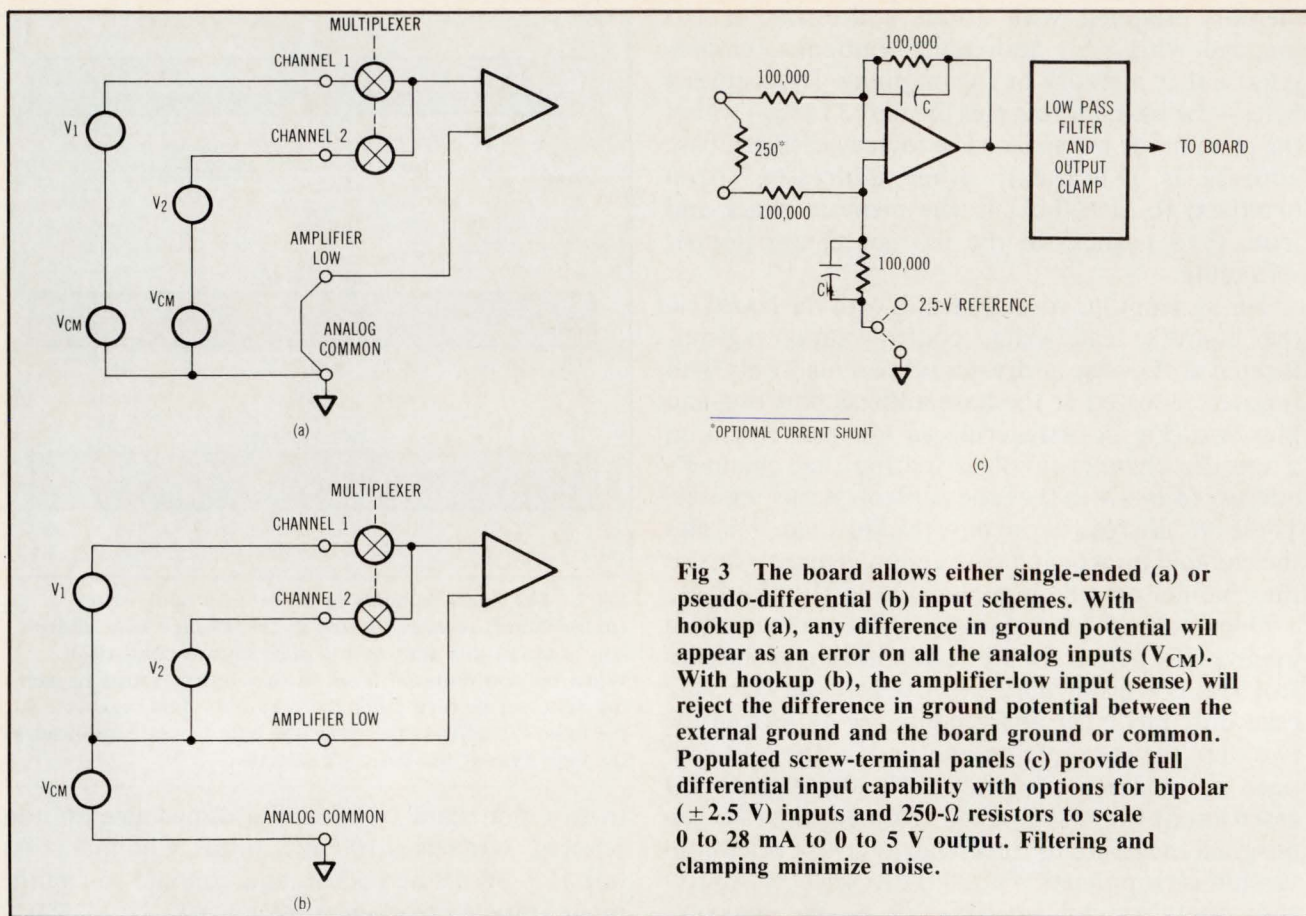 MULTIPLEXER
CHANNEL 1
CHANNEL 2
V1
V2
AMPLIFIER
LOW
VCM
VCM
ANALOG
COMMON
(a)
MULTIPLEXER
CHANNEL 1
CHANNEL 2
V1
V2
AMPLIFIER LOW
VCM
ANALOG COMMON
(b)
100,000
100,000
C
250*
100,000
LOW PASS
FILTER
AND
OUTPUT
CLAMP
TO BOARD
100,000
C
2.5-V REFERENCE
*OPTIONAL CURRENT SHUNT
(c)
Fig 3 The board allows either single-ended (a) or
pseudo-differential (b) input schemes. With
hookup (a), any difference in ground potential will
appear as an error on all the analog inputs (VCM).
With hookup (b), the amplifier-low input (sense) will
reject the difference in ground potential between the
external ground and the board ground or common.
Populated screw-terminal panels (c) provide full
differential input capability with options for bipolar
(±2.5 V) inputs and 250-Ω resistors to scale
0 to 28 mA to 0 to 5 V output. Filtering and
clamping minimize noise.